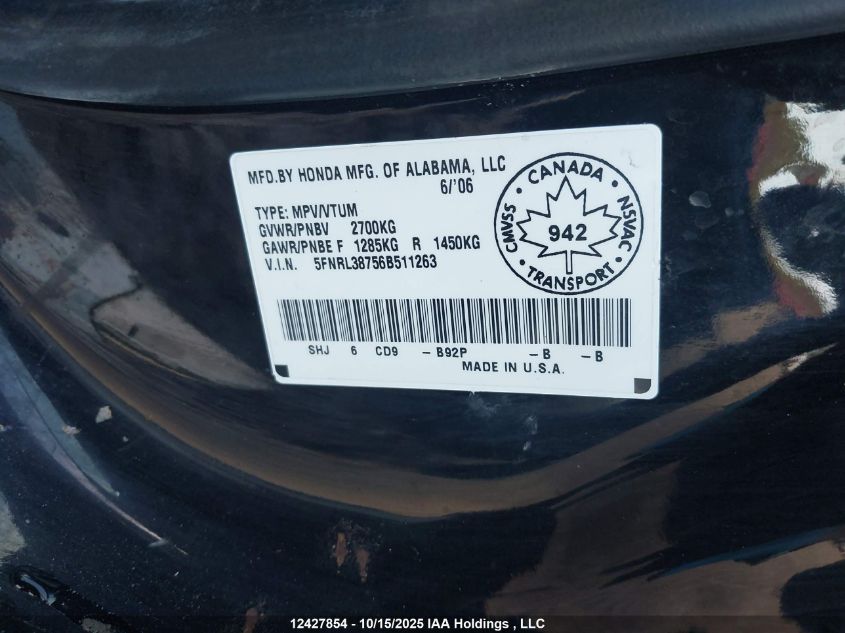 MFD.BY HONDA MFG. OF ALABAMA, LLC
6/'06
TYPE: MPV/VTUM
GVWR/PNBV 2700KG
GAWR/PNBE F 1285KG R 1450KG
V.I.N. 5FNRL38756B511263
CANADA
CMVSS
942
NSVAC
TRANSPORT
SHJ 6 CD9 - B92P - B - B
MADE IN U.S.A.
12427854 - 10/15/2025 IAA Holdings , LLC